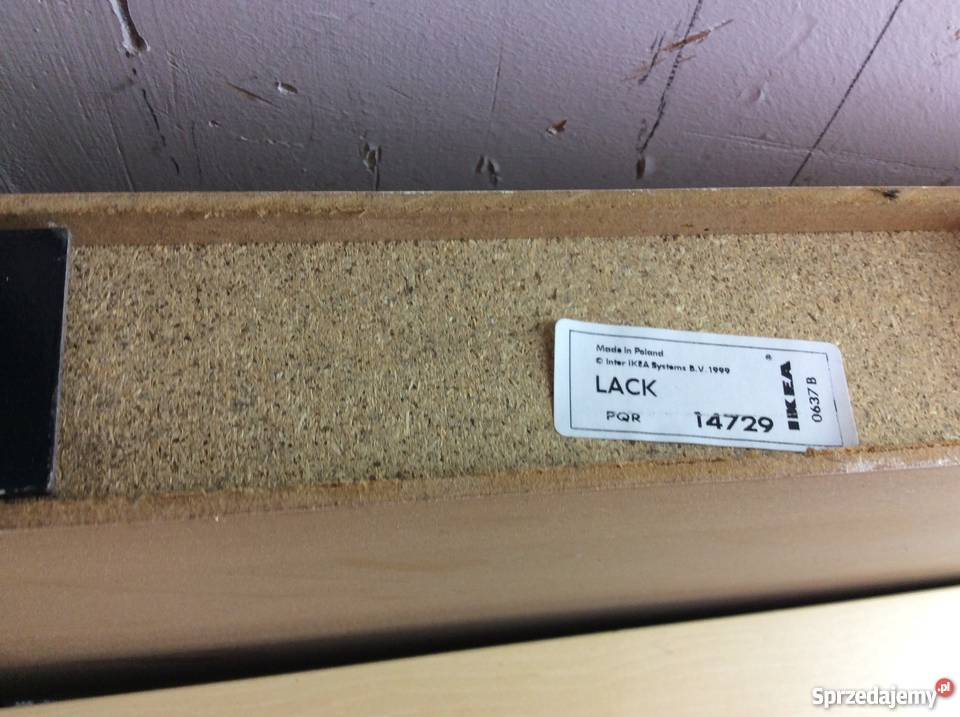 Made in Poland
© Inter IKEA Systems B.V. 1999
LACK
PQR 14729
IKEA ®
0637 B
Sprzedajemy.pl